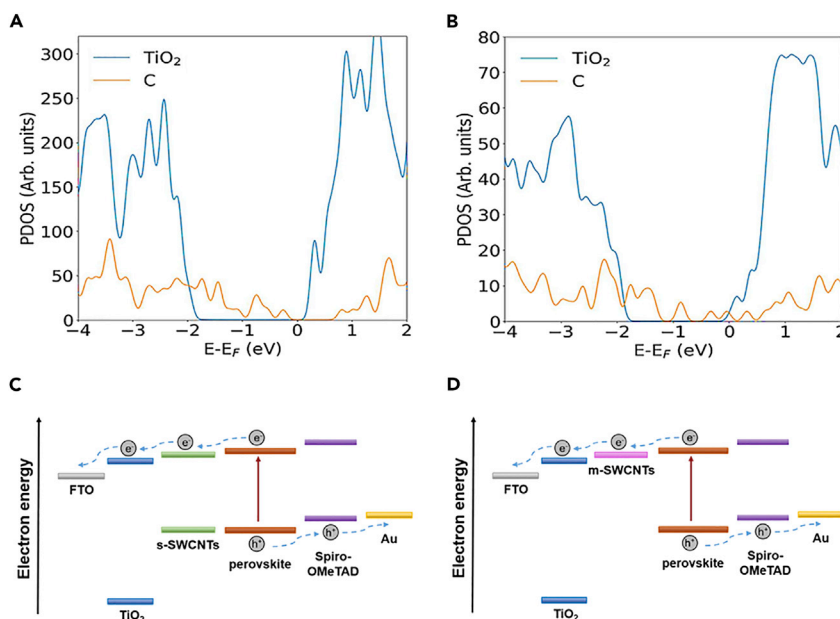 A
TiO₂
C
PDOS (Arb. units)
300
250
200
150
100
50
0
−4
−3
−2
−1
0
1
2
E-E_F (eV)
B
TiO₂
C
PDOS (Arb. units)
80
70
60
50
40
30
20
10
0
−4
−3
−2
−1
0
1
2
E-E_F (eV)
C
Electron energy
e⁻
e⁻
e⁻
FTO
s-SWCNTs
perovskite
h⁺
Spiro-
OMeTAD
h⁺
Au
TiO₂
D
Electron energy
e⁻
e⁻
m-SWCNTs
FTO
perovskite
h⁺
Spiro-
OMeTAD
h⁺
Au
TiO₂